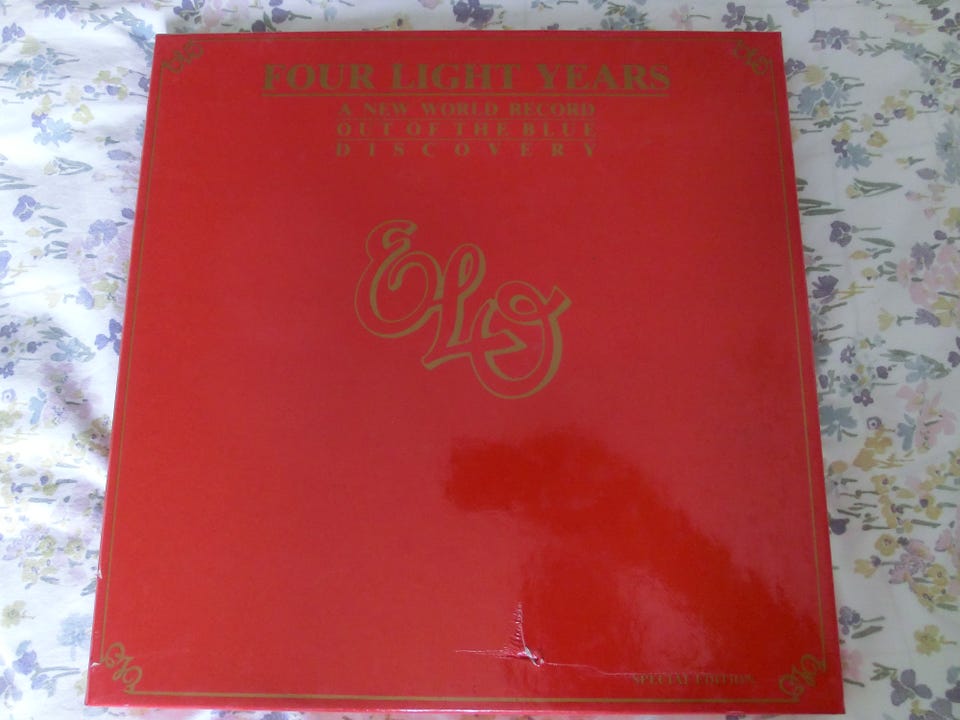 FOUR LIGHT YEARS
A NEW WORLD RECORD
OUT OF THE BLUE
DISCOVERY
ELO
SPECIAL EDITION